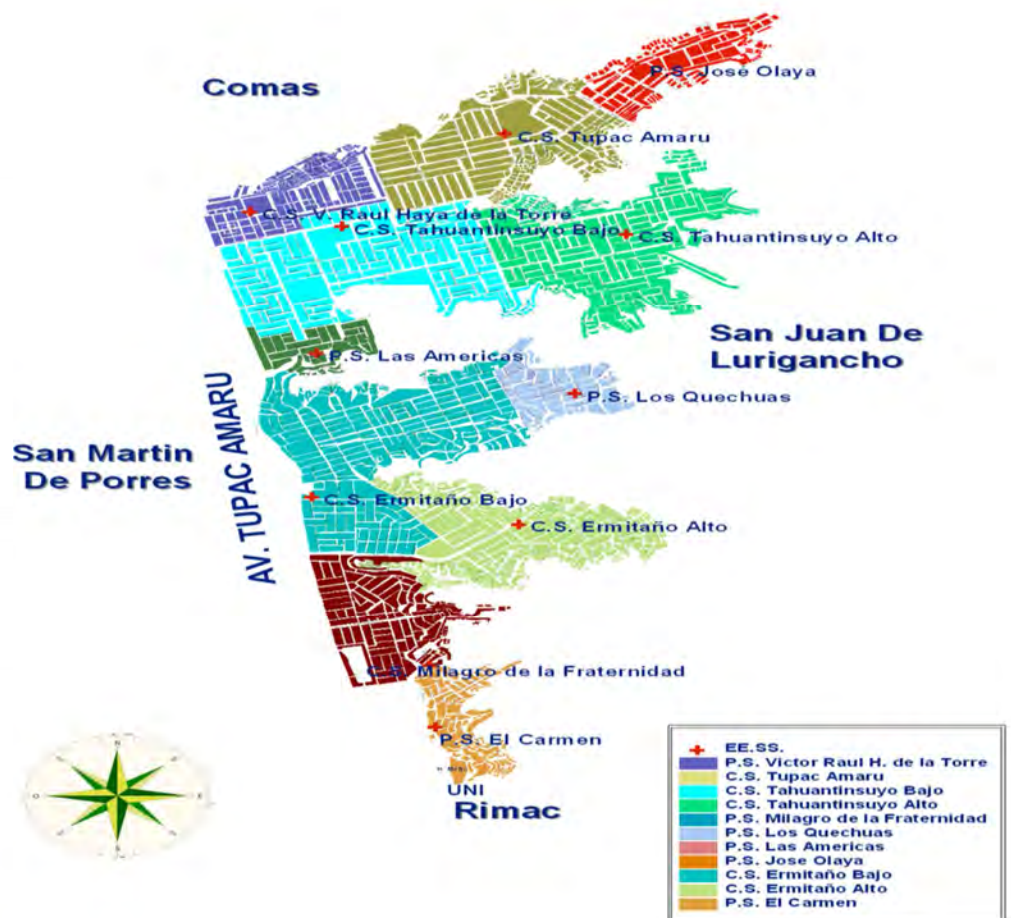 Comas
P.S. José Olaya
C.S. Tupac Amaru
C.S. V. Raul Haya de la Torre
C.S. Tahuantinsuyo Bajo
C.S. Tahuantinsuyo Alto
San Juan De
Lurigancho
P.S. Las Americas
P.S. Los Quechuas
AV. TUPAC AMARU
San Martin
De Porres
C.S. Ermitaño Bajo
C.S. Ermitaño Alto
C.S. Milagro de la Fraternidad
P.S. El Carmen
UNI
Rimac
N
E
S
O
EE.SS.
P.S. Victor Raul H. de la Torre
C.S. Tupac Amaru
C.S. Tahuantinsuyo Bajo
C.S. Tahuantinsuyo Alto
P.S. Milagro de la Fraternidad
P.S. Los Quechuas
P.S. Las Americas
P.S. Jose Olaya
C.S. Ermitaño Bajo
C.S. Ermitaño Alto
P.S. El Carmen